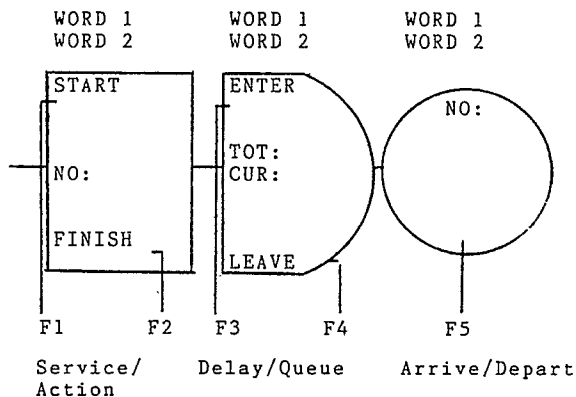 WORD 1 WORD 1 WORD 1
WORD 2 WORD 2 WORD 2
START ENTER
NO:
TOT:
NO: CUR:
FINISH
LEAVE
F1 F2 F3 F4 F5
Service/ Delay/Queue Arrive/Depart
Action